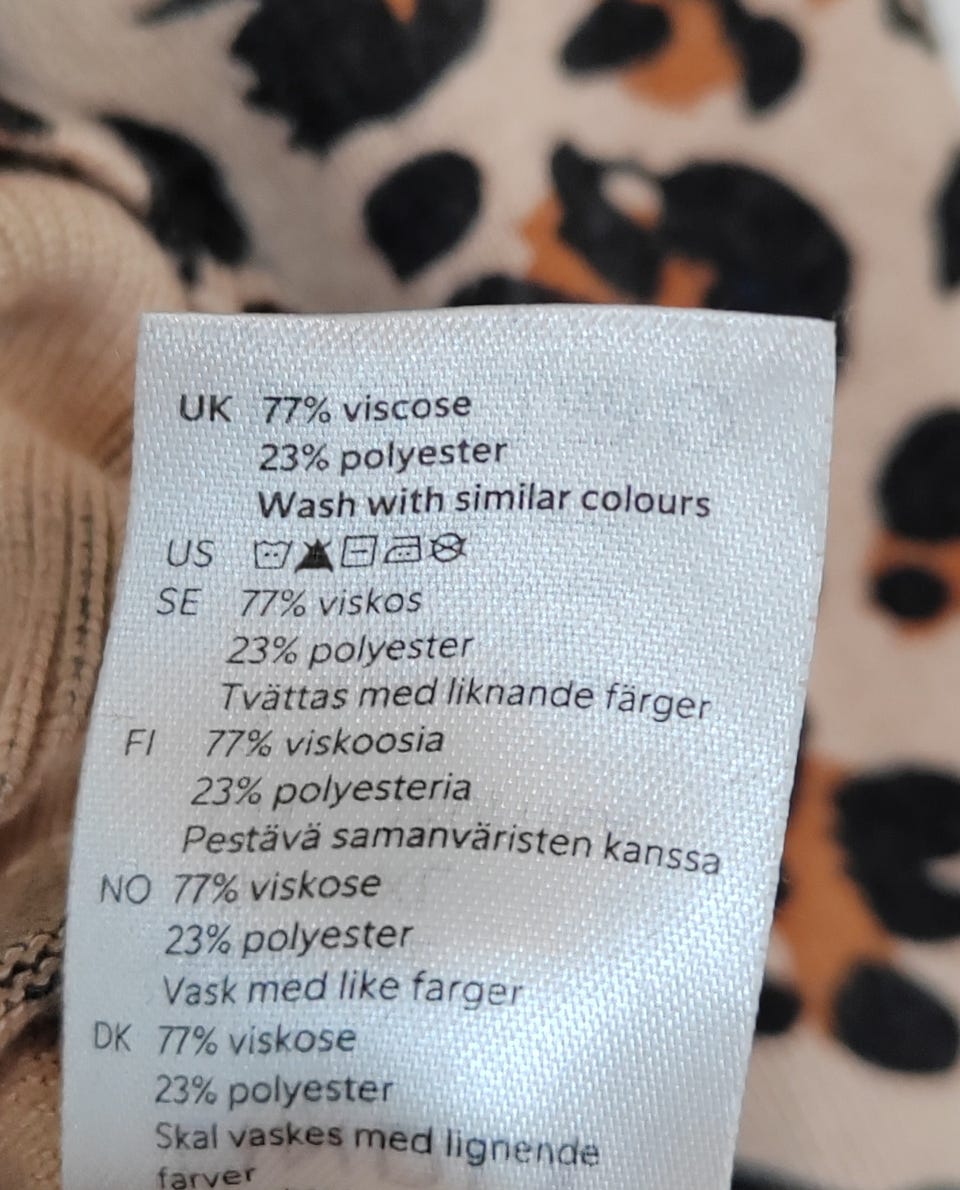 UK 77% viscose
23% polyester
Wash with similar colours
US
SE 77% viskos
23% polyester
Tvättas med liknande färger
FI 77% viskoosia
23% polyesteria
Pestävä samanväristen kanssa
NO 77% viskose
23% polyester
Vask med like farger
DK 77% viskose
23% polyester
Skal vaskes med lignende
farver